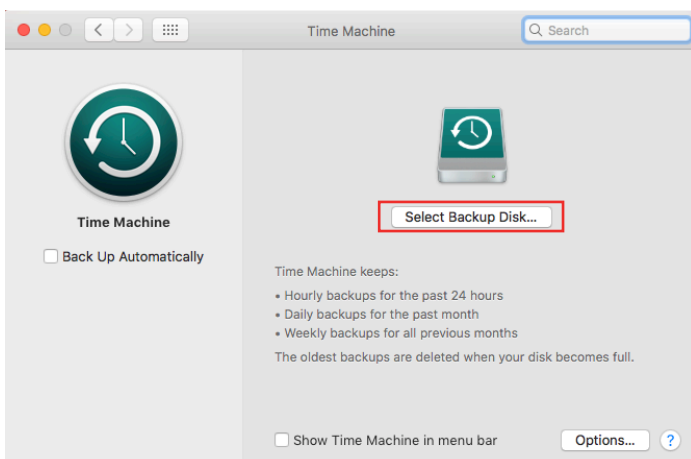 Time Machine
Search
Time Machine
Back Up Automatically
Select Backup Disk...
Time Machine keeps:
• Hourly backups for the past 24 hours
• Daily backups for the past month
• Weekly backups for all previous months
The oldest backups are deleted when your disk becomes full.
Show Time Machine in menu bar
Options...
?